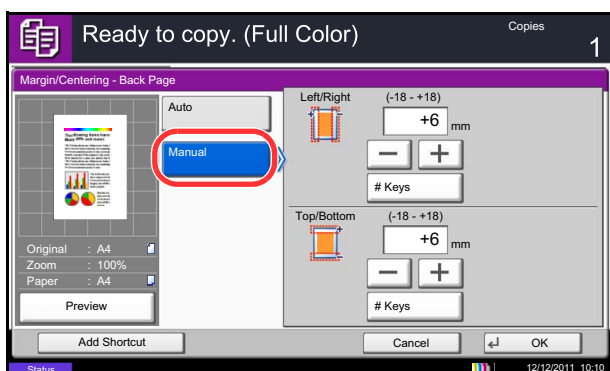 Ready to copy. (Full Color)
Copies
1
Margin/Centering - Back Page
Auto
Manual
Left/Right
(-18 - +18)
+6 mm
# Keys
Top/Bottom
(-18 - +18)
+6 mm
# Keys
Original : A4
Zoom : 100%
Paper : A4
Preview
Add Shortcut
Cancel
OK
Status
12/12/2011 10:10